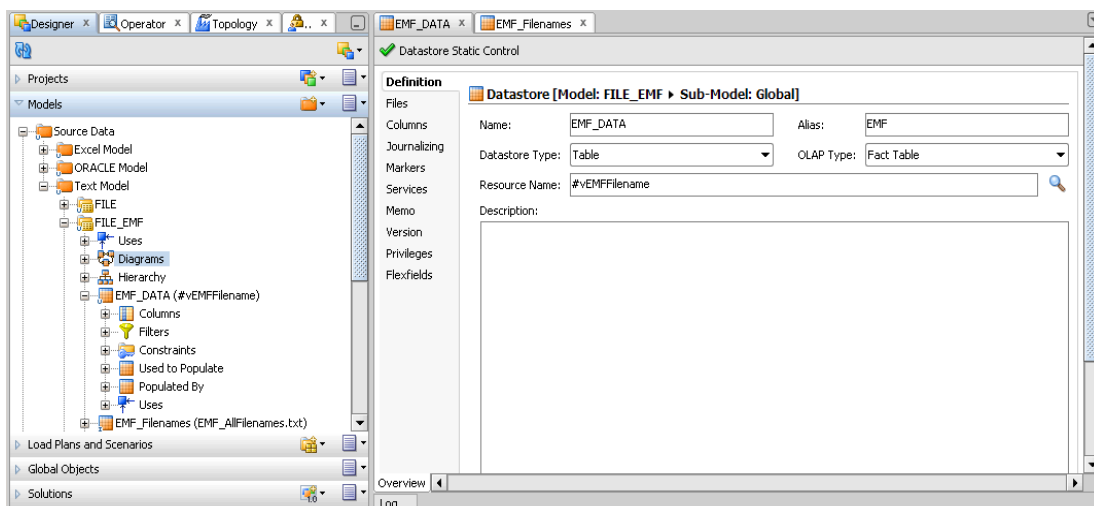 Designer x Operator x Topology x .. x
Projects
Models
Source Data
Excel Model
ORACLE Model
Text Model
FILE
FILE_EMF
Uses
Diagrams
Hierarchy
EMF_DATA (#vEMFFilename)
Columns
Filters
Constraints
Used to Populate
Populated By
Uses
EMF_Filenames (EMF_AllFilenames.txt)
Load Plans and Scenarios
Global Objects
Solutions
1.0
EMF_DATA x EMF_Filenames x
Datastore Static Control
Definition
Files
Columns
Journalizing
Markers
Services
Memo
Version
Privileges
Flexfields
Datastore [Model: FILE_EMF ▸ Sub-Model: Global]
Name: EMF_DATA Alias: EMF
Datastore Type: Table OLAP Type: Fact Table
Resource Name: #vEMFFilename
Description:
Overview
Log